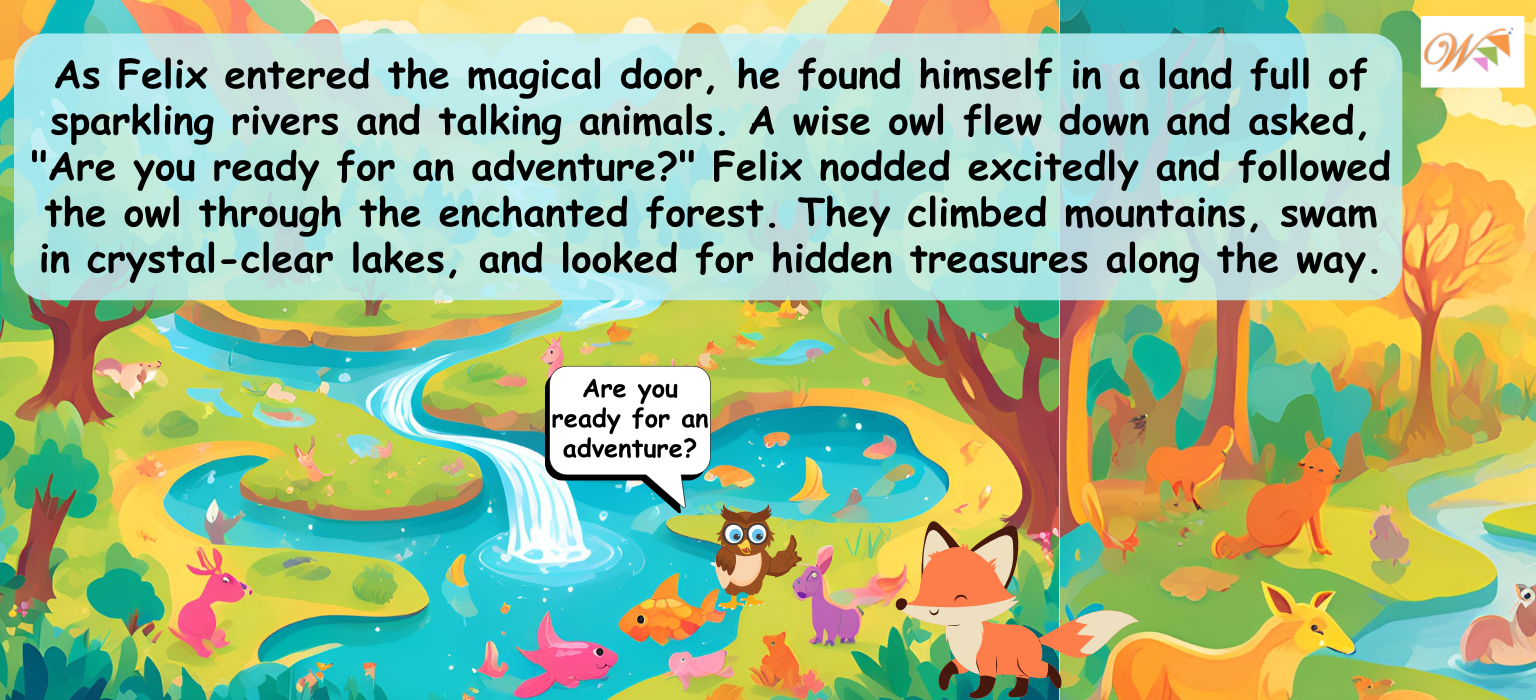 As Felix entered the magical door, he found himself in a land full of
sparkling rivers and talking animals. A wise owl flew down and asked,
"Are you ready for an adventure?" Felix nodded excitedly and followed
the owl through the enchanted forest. They climbed mountains, swam
in crystal-clear lakes, and looked for hidden treasures along the way.
Are you
ready for an
adventure?
W